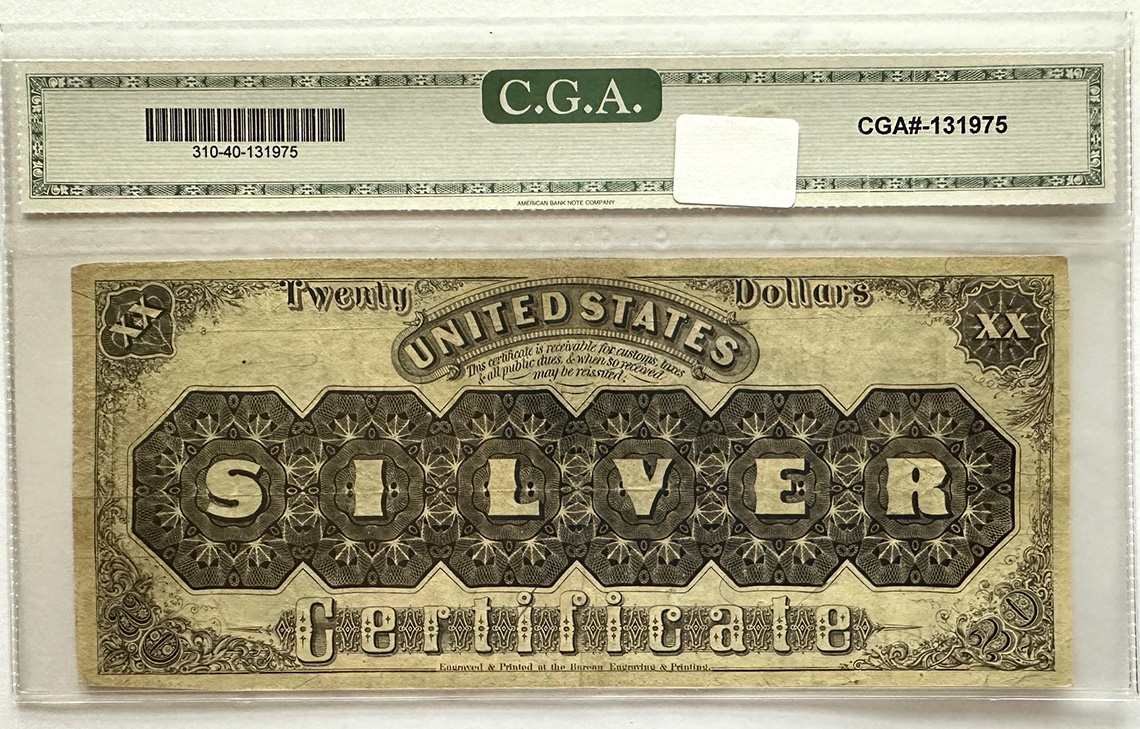 C.G.A.
310-40-131975
CGA#-131975
AMERICAN BANK NOTE COMPANY
Twenty Dollars
XX XX
UNITED STATES
This certificate is receivable for customs, taxes
& all public dues, & when so received
may be reissued.
SILVER
Certificate
20 20
Engraved & Printed at the Bureau Engraving & Printing.